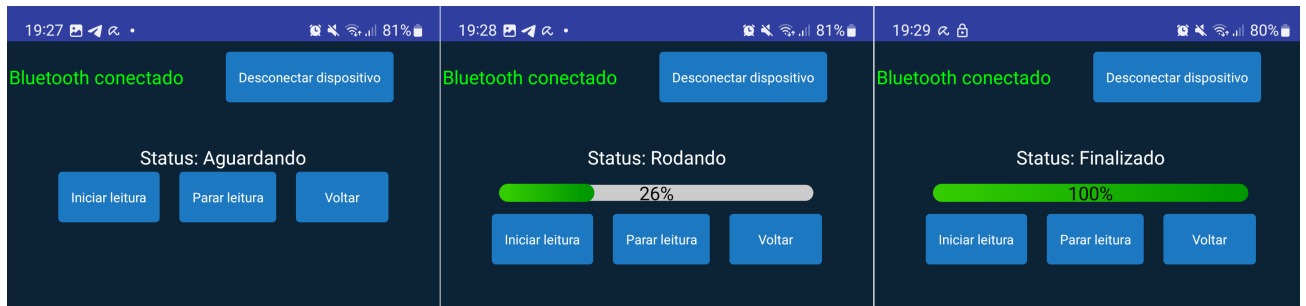 19:27 81%
Bluetooth conectado Desconectar dispositivo
Status: Aguardando
Iniciar leitura Parar leitura Voltar
19:28 81%
Bluetooth conectado Desconectar dispositivo
Status: Rodando
26%
Iniciar leitura Parar leitura Voltar
19:29 80%
Bluetooth conectado Desconectar dispositivo
Status: Finalizado
100%
Iniciar leitura Parar leitura Voltar